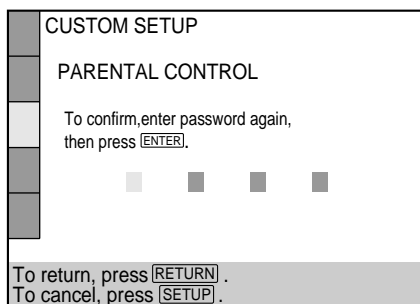 CUSTOM SETUP
PARENTAL CONTROL
To confirm,enter password again,
then press ENTER.
To return, press RETURN .
To cancel, press SETUP .